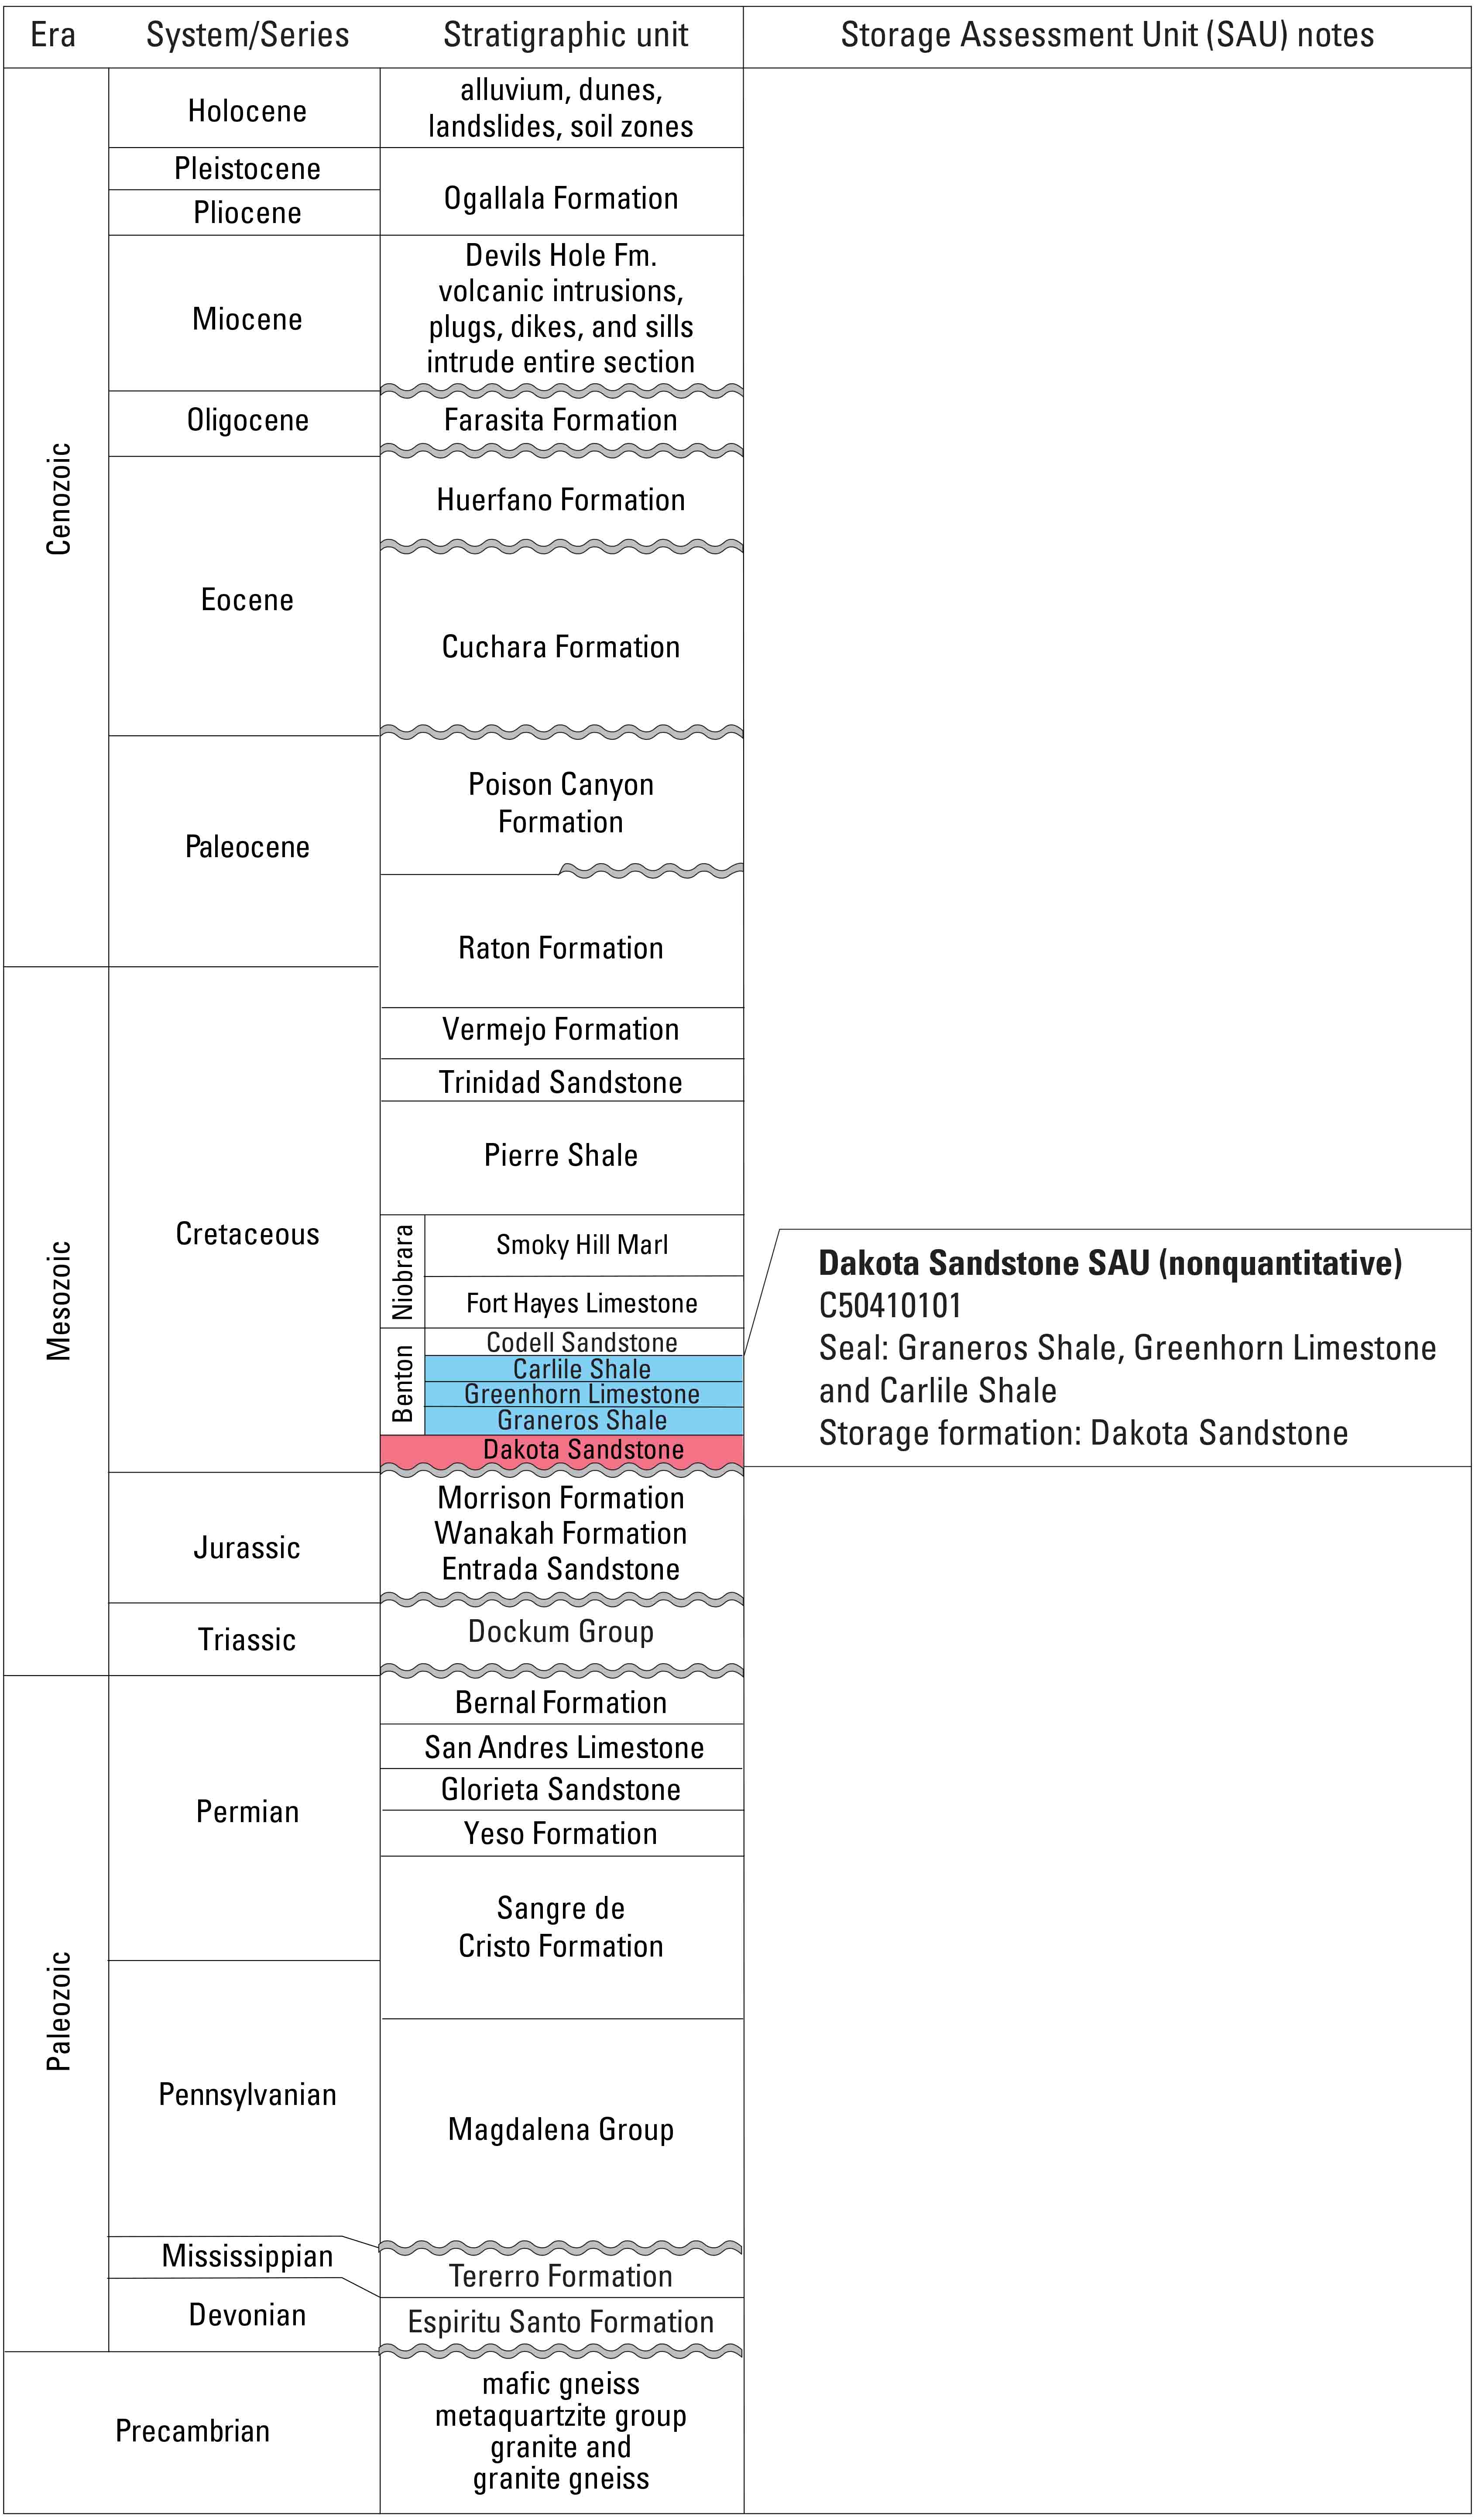 Era
System/Series
Stratigraphic unit
Storage Assessment Unit (SAU) notes
Cenozoic
Holocene
alluvium, dunes,
landslides, soil zones
Pleistocene
Pliocene
Ogallala Formation
Miocene
Devils Hole Fm.
volcanic intrusions,
plugs, dikes, and sills
intrude entire section
Oligocene
Farasita Formation
Eocene
Huerfano Formation
Cuchara Formation
Paleocene
Poison Canyon
Formation
Raton Formation
Mesozoic
Cretaceous
Vermejo Formation
Trinidad Sandstone
Pierre Shale
Niobrara
Smoky Hill Marl
Fort Hayes Limestone
Benton
Codell Sandstone
Carlile Shale
Greenhorn Limestone
Graneros Shale
Dakota Sandstone
Dakota Sandstone SAU (nonquantitative)
C50410101
Seal: Graneros Shale, Greenhorn Limestone
and Carlile Shale
Storage formation: Dakota Sandstone
Jurassic
Morrison Formation
Wanakah Formation
Entrada Sandstone
Triassic
Dockum Group
Paleozoic
Permian
Bernal Formation
San Andres Limestone
Glorieta Sandstone
Yeso Formation
Sangre de
Cristo Formation
Pennsylvanian
Magdalena Group
Mississippian
Tererro Formation
Devonian
Espiritu Santo Formation
Precambrian
mafic gneiss
metaquartzite group
granite and
granite gneiss